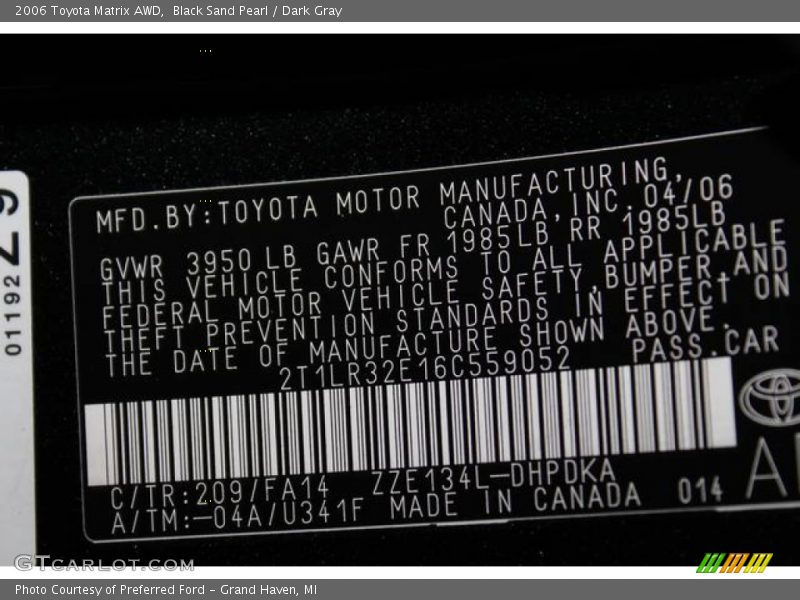 2006 Toyota Matrix AWD,  Black Sand Pearl / Dark Gray
MFD.BY:TOYOTA MOTOR MANUFACTURING,
CANADA,INC.04/06
GVWR 3950LB GAWR FR 1985LB RR 1985LB
THIS VEHICLE CONFORMS TO ALL APPLICABLE
FEDERAL MOTOR VEHICLE SAFETY,BUMPER,AND
THEFT PREVENTION STANDARDS IN EFFECT ON
THE DATE OF MANUFACTURE SHOWN ABOVE.
2T1LR32E16C559052 PASS.CAR
C/TR:209/FA14 ZZE134L-DHPDKA
A/TM:-04A/U341F MADE IN CANADA 014
01192
GTCARLOT.COM
Photo Courtesy of Preferred Ford - Grand Haven, MI